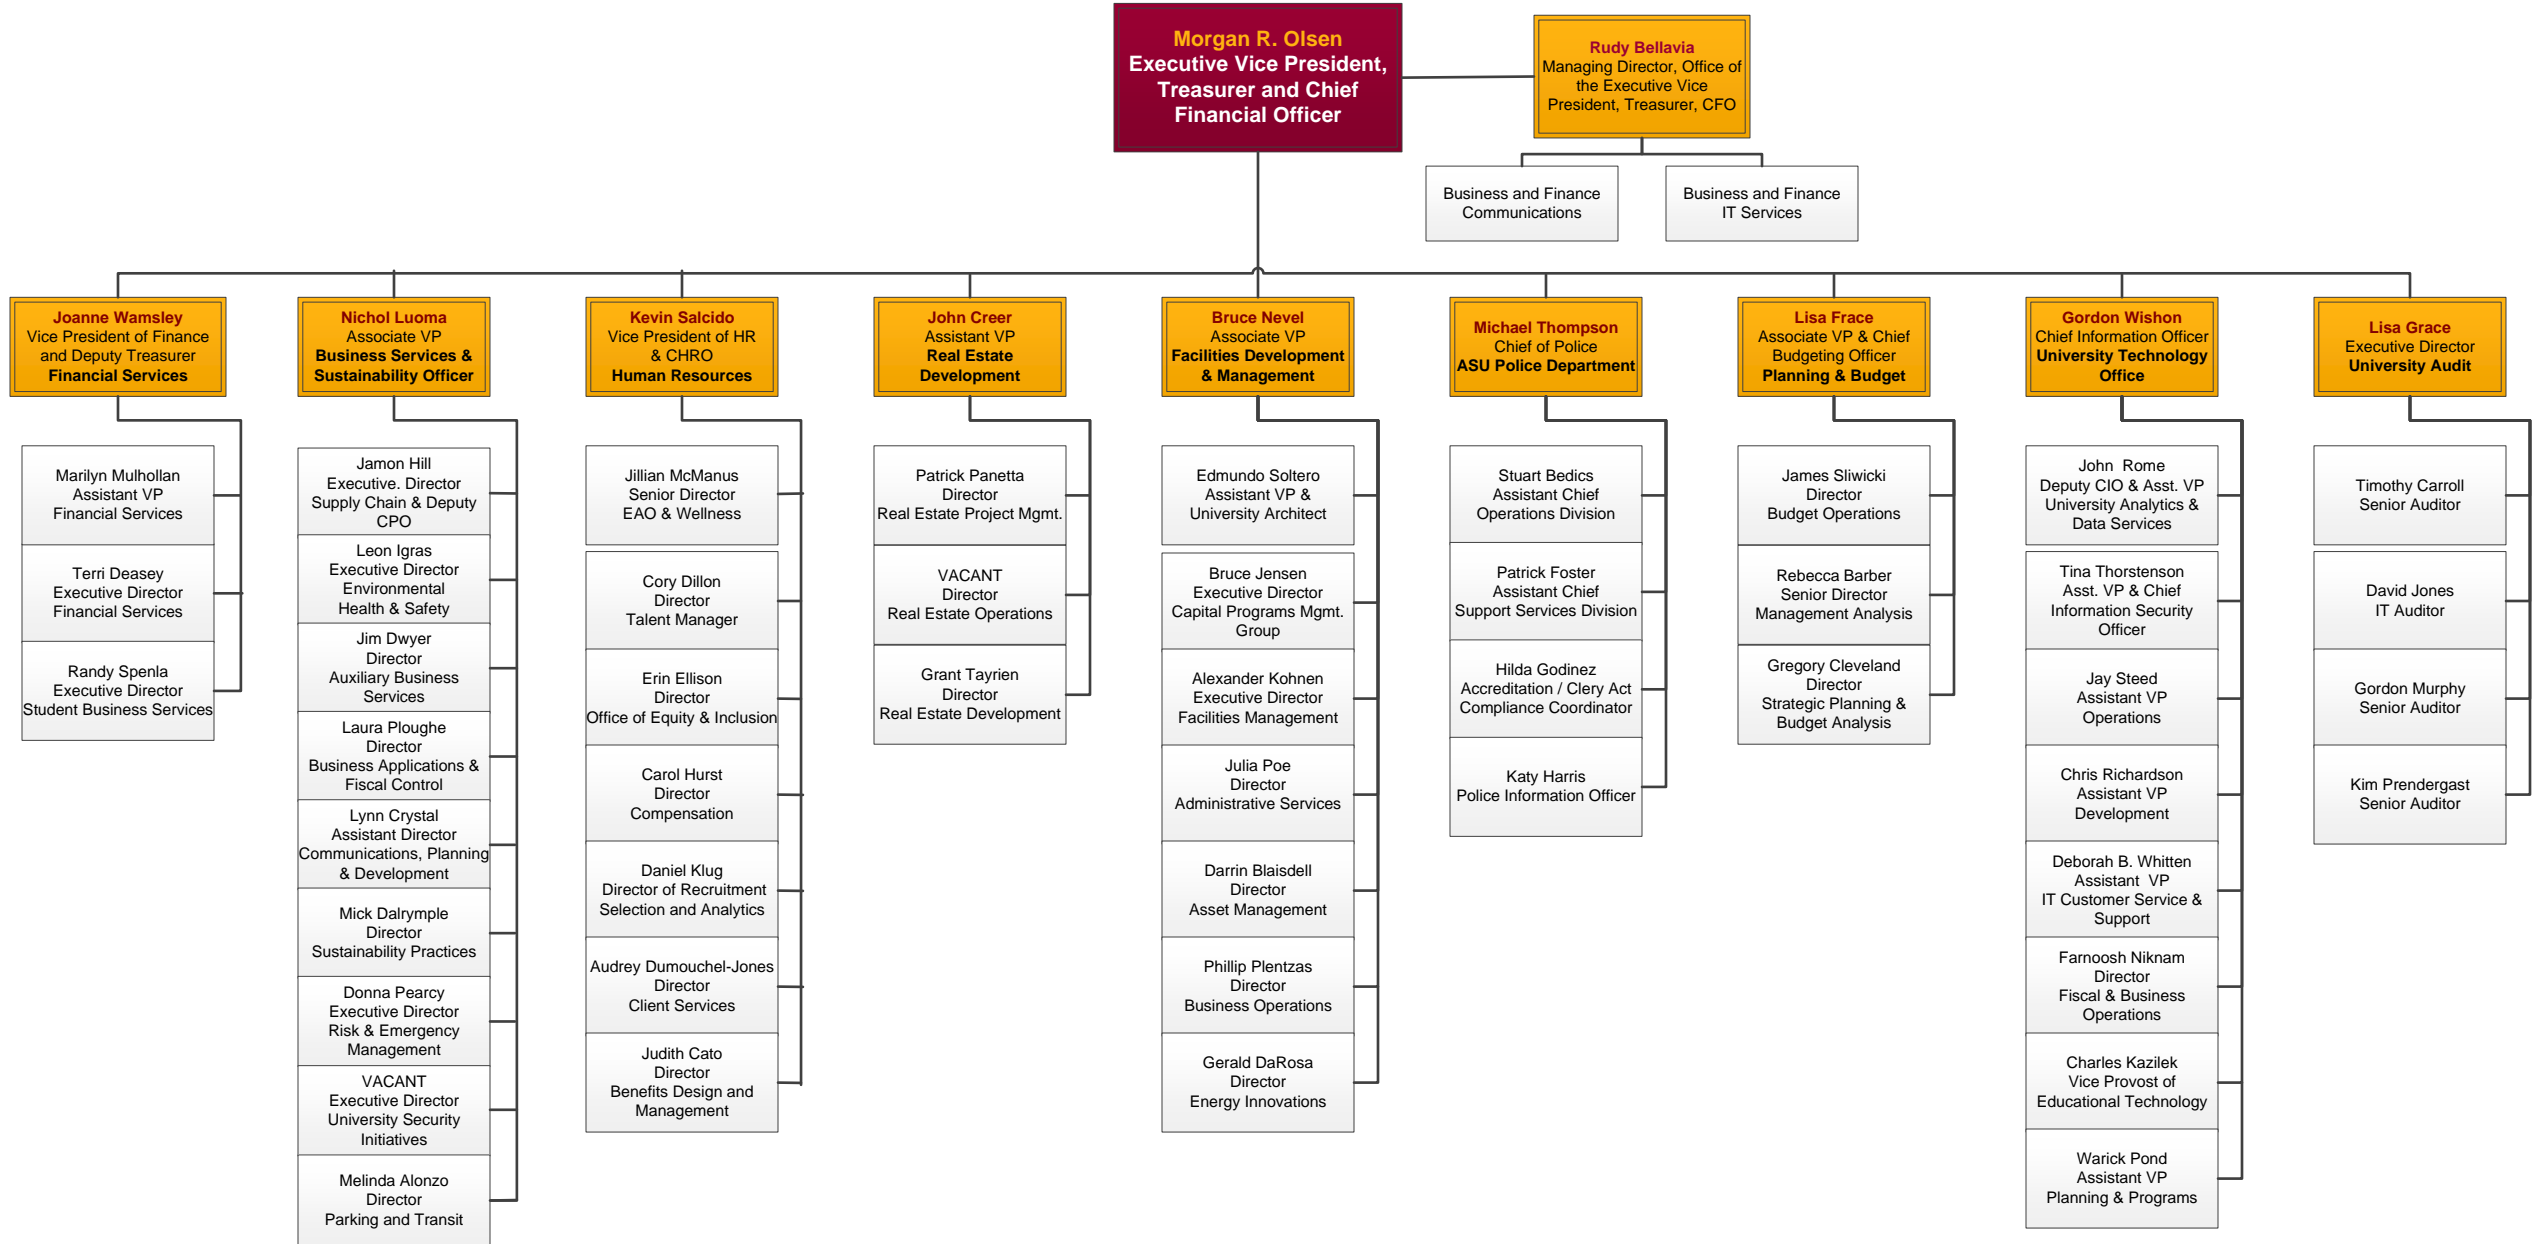 Morgan R. Olsen
Executive Vice President,
Treasurer and Chief
Financial Officer
Rudy Bellavia
Managing Director, Office of
the Executive Vice
President, Treasurer, CFO
Business and Finance
Communications
Business and Finance
IT Services
Joanne Wamsley
Vice President of Finance
and Deputy Treasurer
Financial Services
Marilyn Mulhollan
Assistant VP
Financial Services
Terri Deasey
Executive Director
Financial Services
Randy Spenla
Executive Director
Student Business Services
Nichol Luoma
Associate VP
Business Services &
Sustainability Officer
Jamon Hill
Executive. Director
Supply Chain & Deputy
CPO
Leon Igras
Executive Director
Environmental
Health & Safety
Jim Dwyer
Director
Auxiliary Business
Services
Laura Ploughe
Director
Business Applications &
Fiscal Control
Lynn Crystal
Assistant Director
Communications, Planning
& Development
Mick Dalrymple
Director
Sustainability Practices
Donna Pearcy
Executive Director
Risk & Emergency
Management
VACANT
Executive Director
University Security
Initiatives
Melinda Alonzo
Director
Parking and Transit
Kevin Salcido
Vice President of HR
& CHRO
Human Resources
Jillian McManus
Senior Director
EAO & Wellness
Cory Dillon
Director
Talent Manager
Erin Ellison
Director
Office of Equity & Inclusion
Carol Hurst
Director
Compensation
Daniel Klug
Director of Recruitment
Selection and Analytics
Audrey Dumouchel-Jones
Director
Client Services
Judith Cato
Director
Benefits Design and
Management
John Creer
Assistant VP
Real Estate
Development
Patrick Panetta
Director
Real Estate Project Mgmt.
VACANT
Director
Real Estate Operations
Grant Tayrien
Director
Real Estate Development
Bruce Nevel
Associate VP
Facilities Development
& Management
Edmundo Soltero
Assistant VP &
University Architect
Bruce Jensen
Executive Director
Capital Programs Mgmt.
Group
Alexander Kohnen
Executive Director
Facilities Management
Julia Poe
Director
Administrative Services
Darrin Blaisdell
Director
Asset Management
Phillip Plentzas
Director
Business Operations
Gerald DaRosa
Director
Energy Innovations
Michael Thompson
Chief of Police
ASU Police Department
Stuart Bedics
Assistant Chief
Operations Division
Patrick Foster
Assistant Chief
Support Services Division
Hilda Godinez
Accreditation / Clery Act
Compliance Coordinator
Katy Harris
Police Information Officer
Lisa Frace
Associate VP & Chief
Budgeting Officer
Planning & Budget
James Sliwicki
Director
Budget Operations
Rebecca Barber
Senior Director
Management Analysis
Gregory Cleveland
Director
Strategic Planning &
Budget Analysis
Gordon Wishon
Chief Information Officer
University Technology
Office
John Rome
Deputy CIO & Asst. VP
University Analytics &
Data Services
Tina Thorstenson
Asst. VP & Chief
Information Security
Officer
Jay Steed
Assistant VP
Operations
Chris Richardson
Assistant VP
Development
Deborah B. Whitten
Assistant VP
IT Customer Service &
Support
Farnoosh Niknam
Director
Fiscal & Business
Operations
Charles Kazilek
Vice Provost of
Educational Technology
Warick Pond
Assistant VP
Planning & Programs
Lisa Grace
Executive Director
University Audit
Timothy Carroll
Senior Auditor
David Jones
IT Auditor
Gordon Murphy
Senior Auditor
Kim Prendergast
Senior Auditor